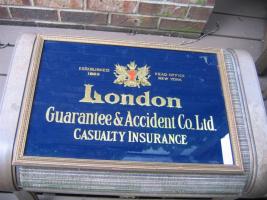 ESTABLISHED
1869
HEAD OFFICE
NEW YORK
London
Guarantee & Accident Co. Ltd.
CASUALTY INSURANCE